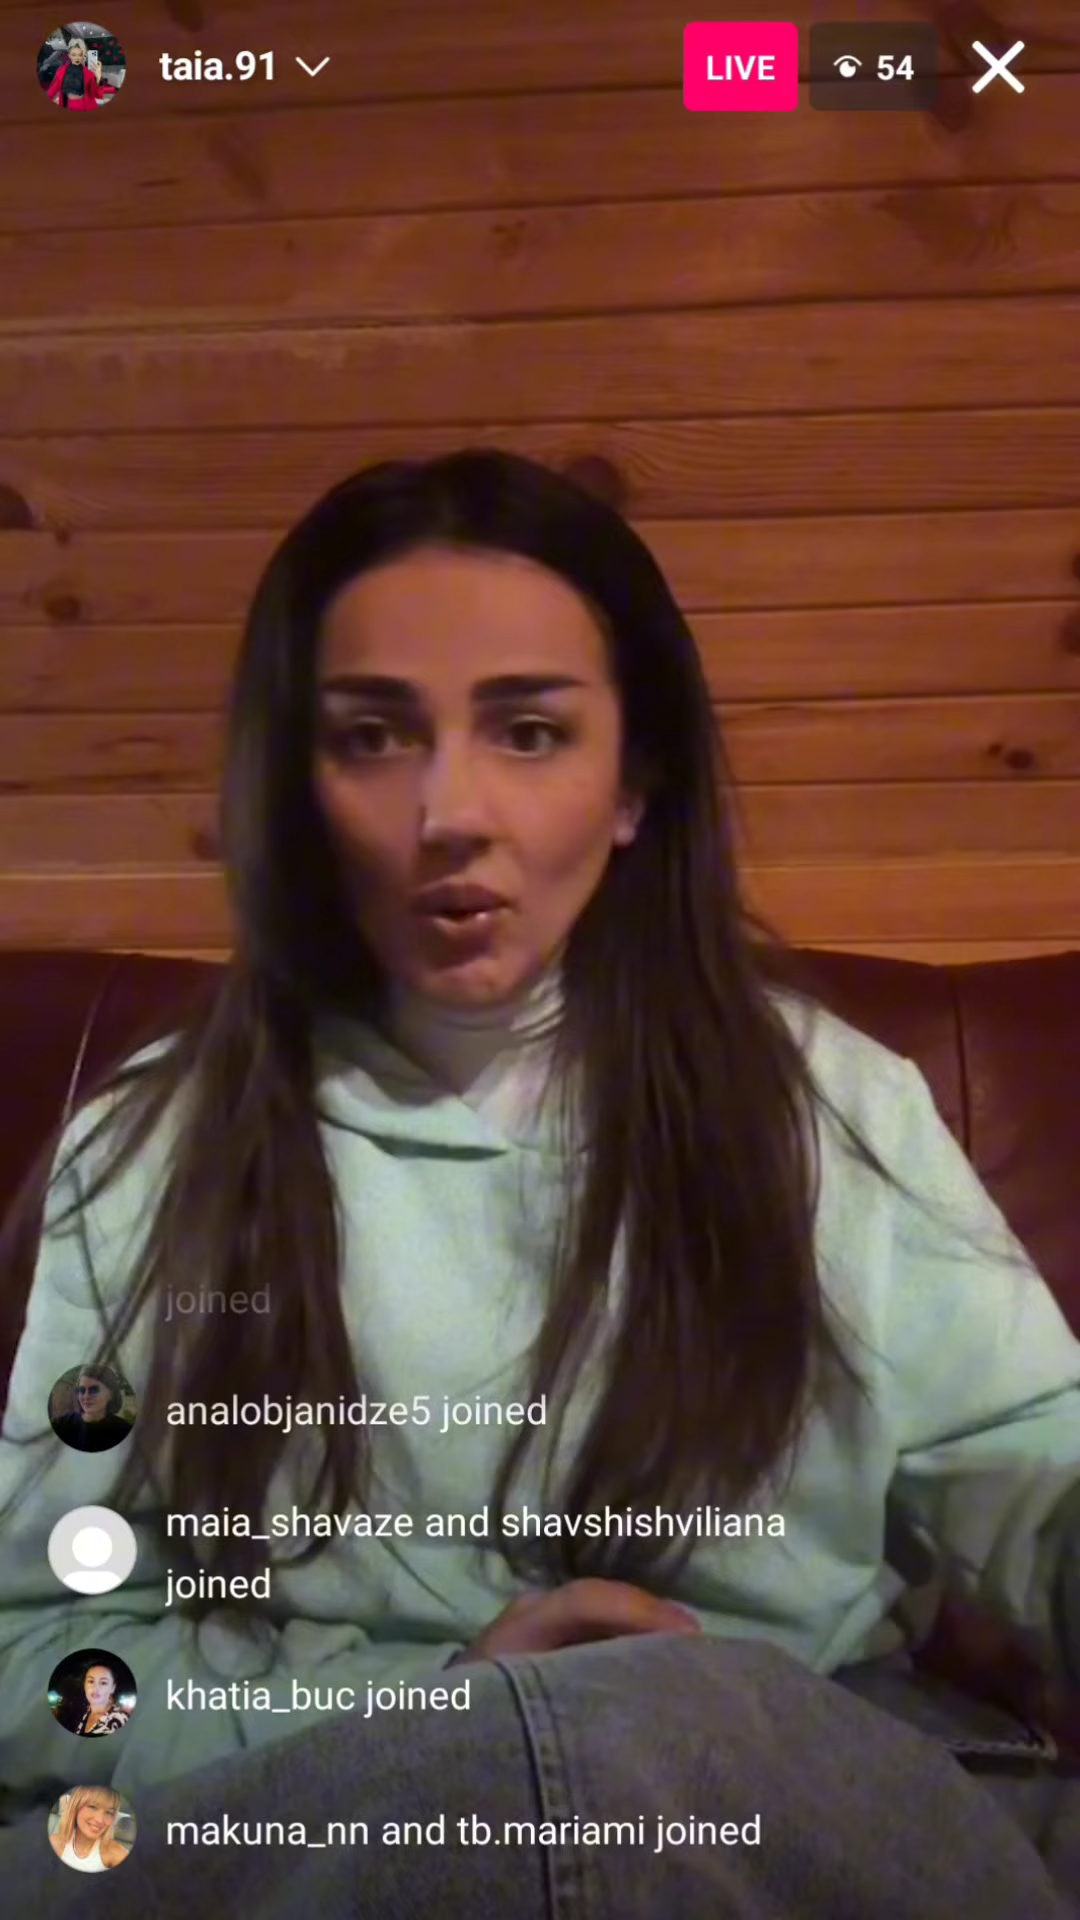 taia.91
LIVE
54
joined
analobjanidze5 joined
maia_shavaze and shavshishviliana
joined
khatia_buc joined
makuna_nn and tb.mariami joined